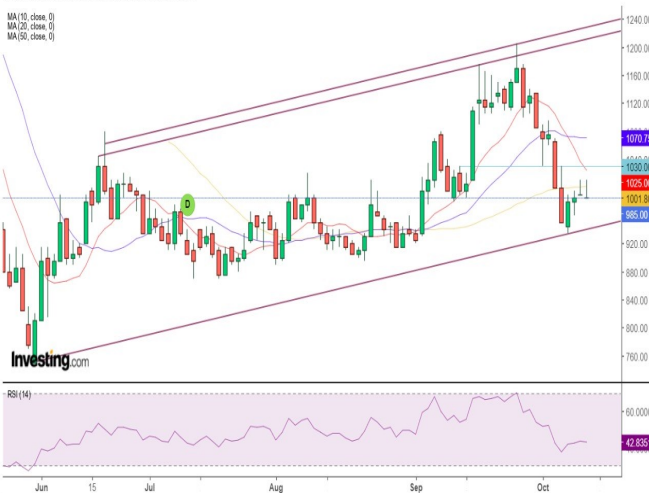 MA (10, close, 0)
MA (20, close, 0)
MA (50, close, 0)
1240.00
1200.00
1160.00
1120.00
1070.75
1030.00
1025.00
1001.80
985.00
920.00
880.00
840.00
800.00
760.00
D
Investing.com
RSI (14)
60.0000
42.8351
Jun
15
Jul
Aug
Sep
Oct